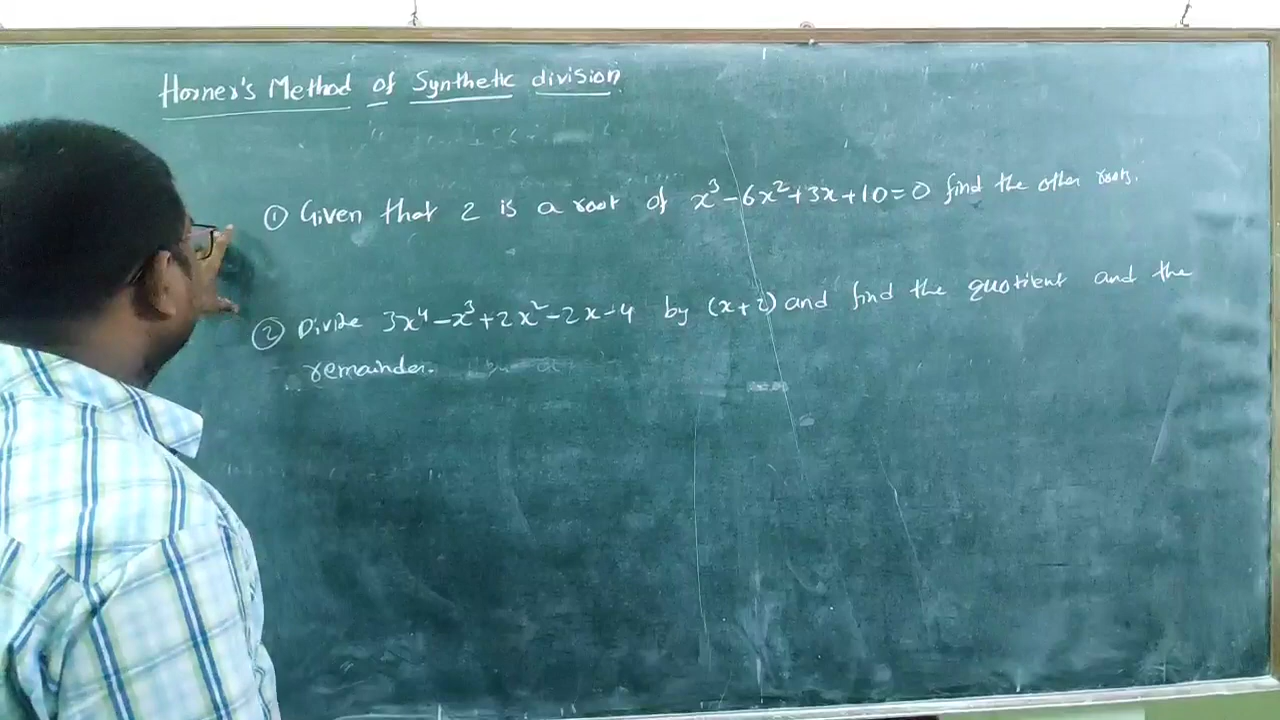 Horner's Method of Synthetic division.
① Given that 2 is a root of x³-6x²+3x+10=0 find the other roots.
② Divide 3x⁴-x³+2x²-2x-4 by (x+2) and find the quotient and the
remainder.